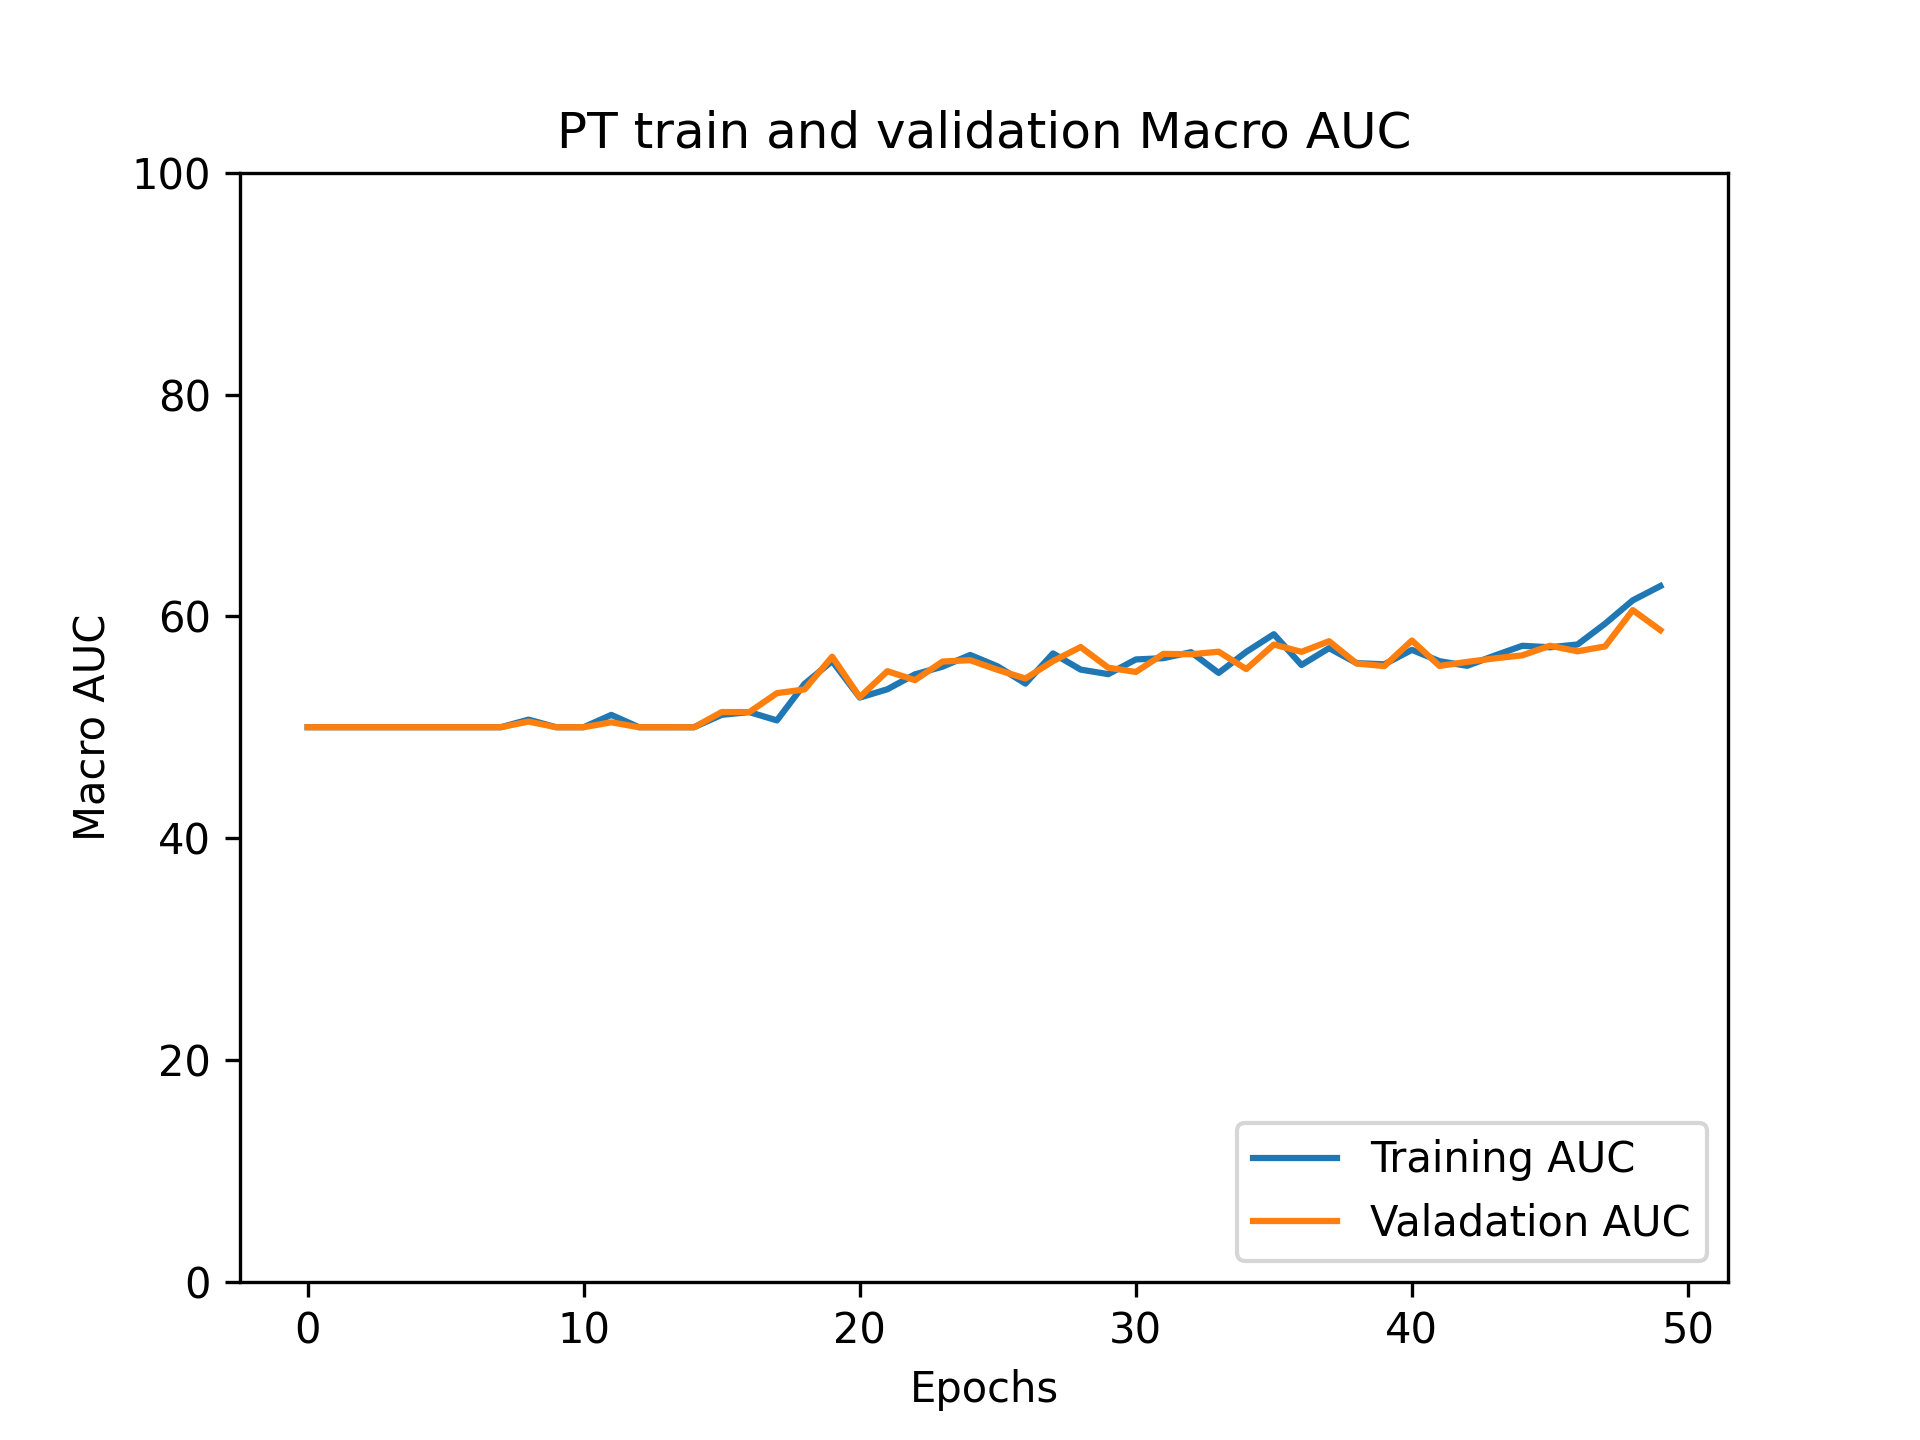 PT train and validation Macro AUC
100
80
60
40
20
0
Macro AUC
0 10 20 30 40 50
Epochs
Training AUC
Valadation AUC